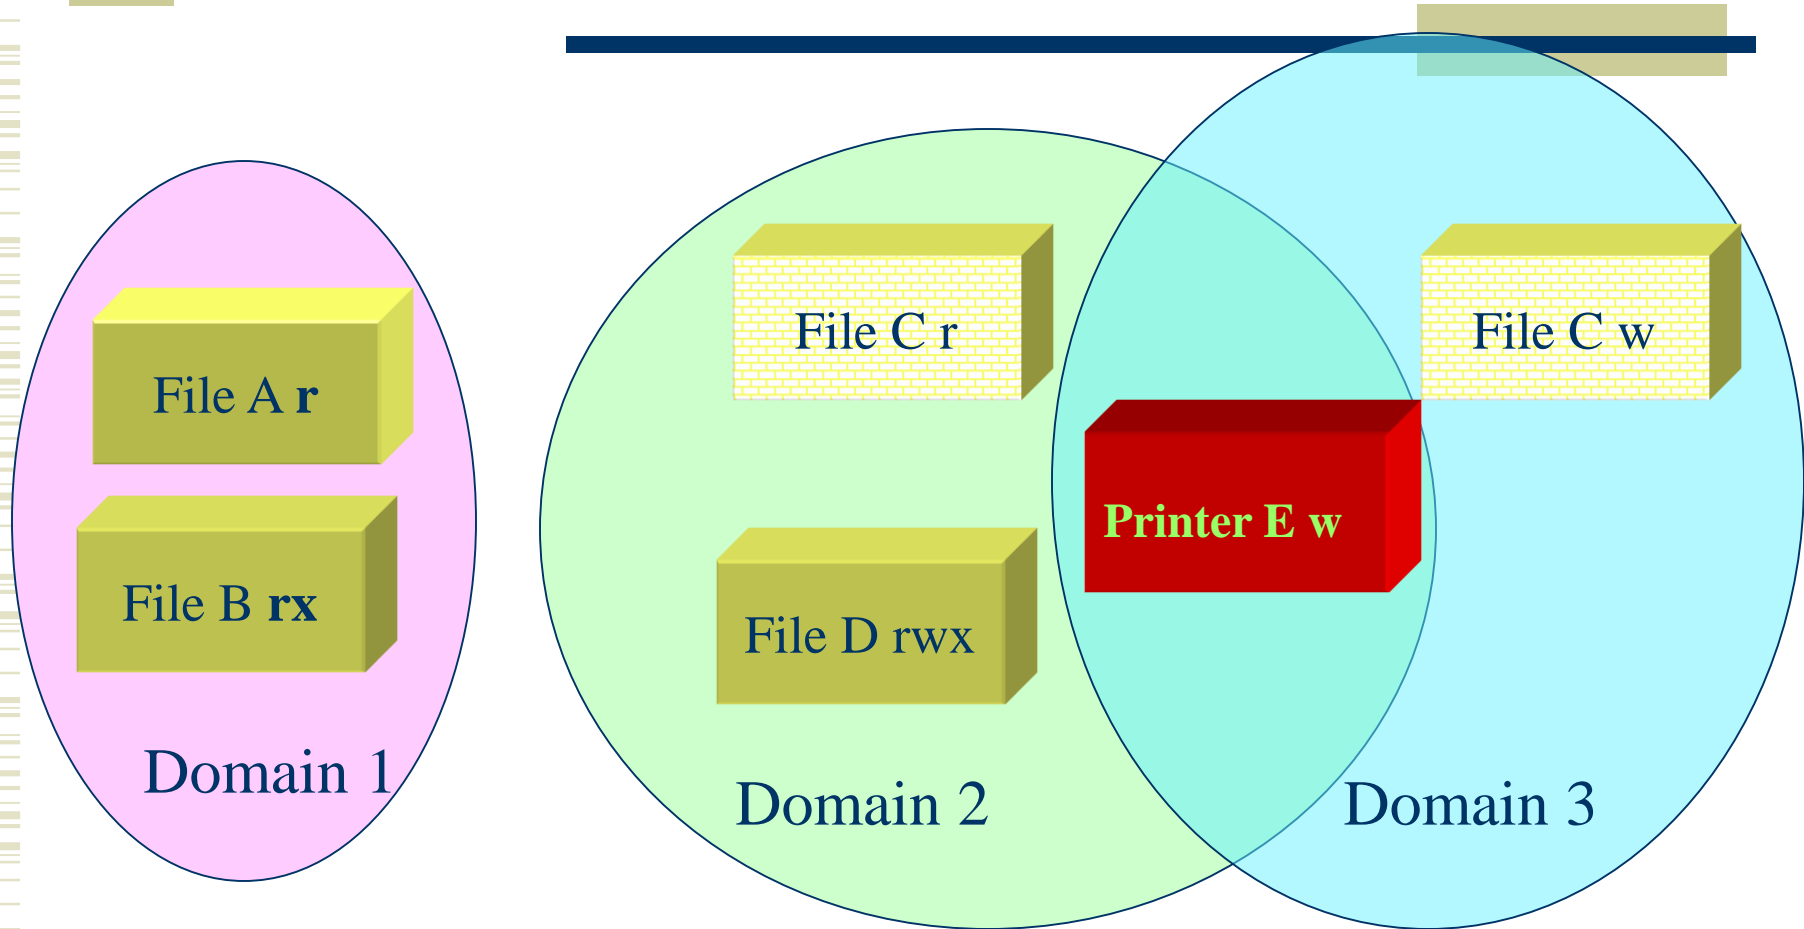 File A r
File B rx
Domain 1
File C r
File D rwx
Domain 2
Printer E w
File C w
Domain 3